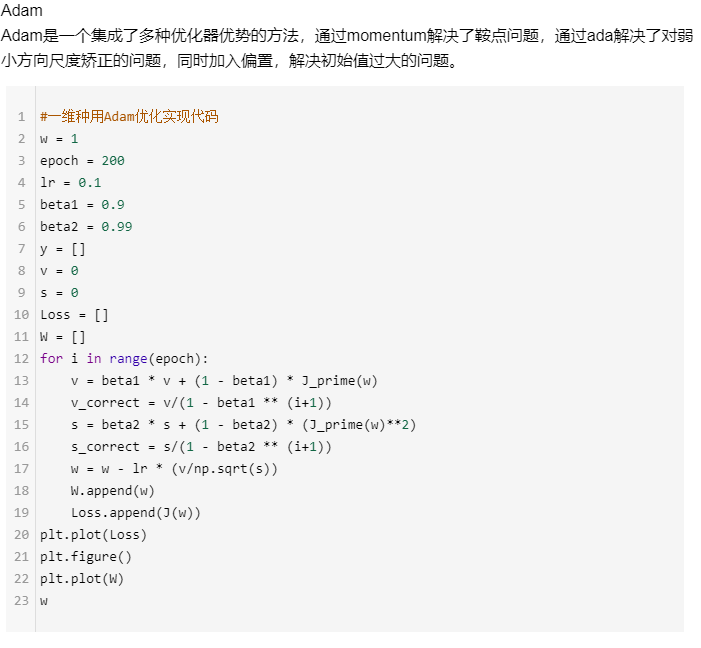 Adam
Adam是一个集成了多种优化器优势的方法，通过momentum解决了鞍点问题，通过ada解决了对弱
小方向尺度矫正的问题，同时加入偏置，解决初始值过大的问题。
1 #一维种用Adam优化实现代码
2 w = 1
3 epoch = 200
4 lr = 0.1
5 beta1 = 0.9
6 beta2 = 0.99
7 y = []
8 v = 0
9 s = 0
10 Loss = []
11 W = []
12 for i in range(epoch):
13     v = beta1 * v + (1 - beta1) * J_prime(w)
14     v_correct = v/(1 - beta1 ** (i+1))
15     s = beta2 * s + (1 - beta2) * (J_prime(w)**2)
16     s_correct = s/(1 - beta2 ** (i+1))
17     w = w - lr * (v/np.sqrt(s))
18     W.append(w)
19     Loss.append(J(w))
20 plt.plot(Loss)
21 plt.figure()
22 plt.plot(W)
23 w